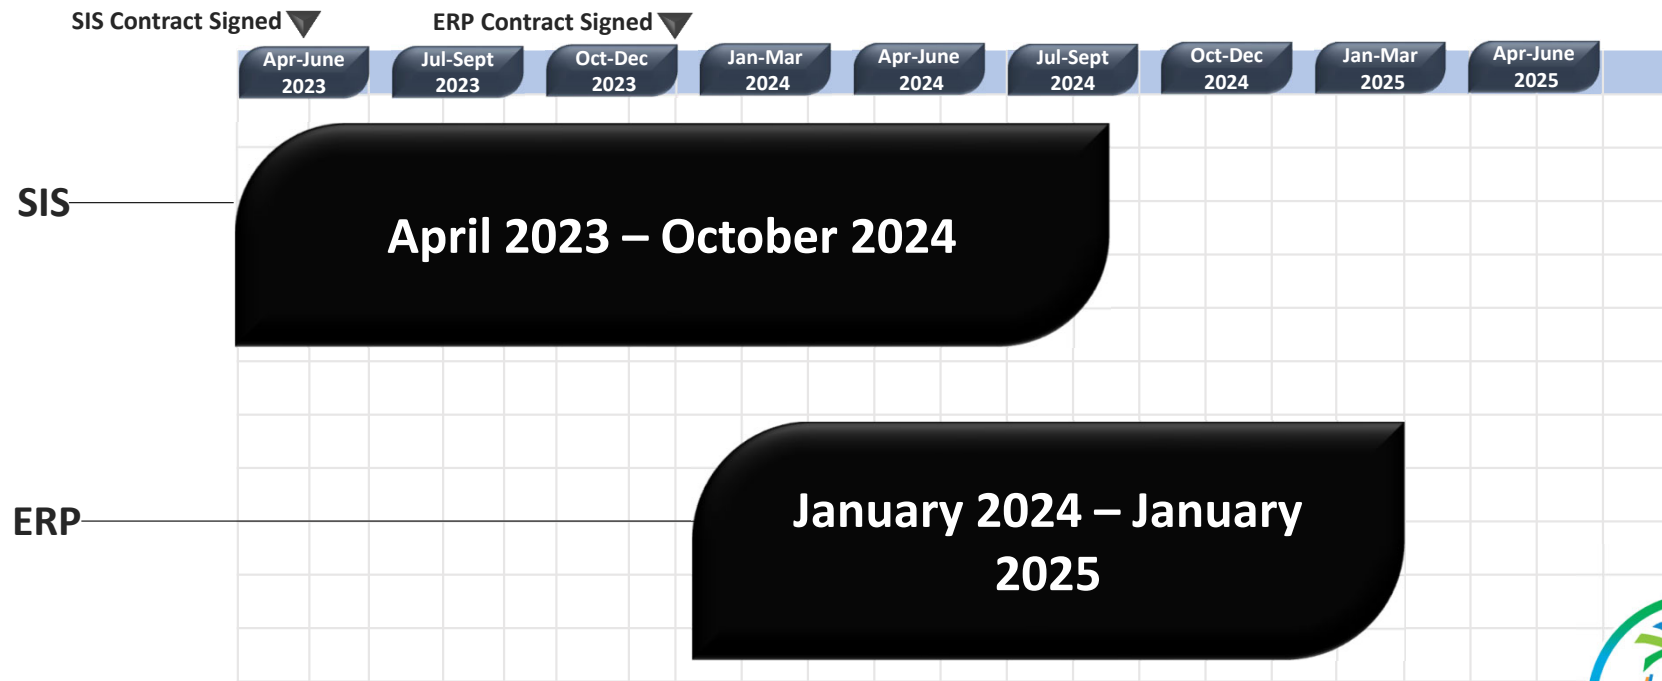 SIS Contract Signed
ERP Contract Signed
Apr-June
2023
Jul-Sept
2023
Oct-Dec
2023
Jan-Mar
2024
Apr-June
2024
Jul-Sept
2024
Oct-Dec
2024
Jan-Mar
2025
Apr-June
2025
SIS
April 2023 – October 2024
ERP
January 2024 – January
2025